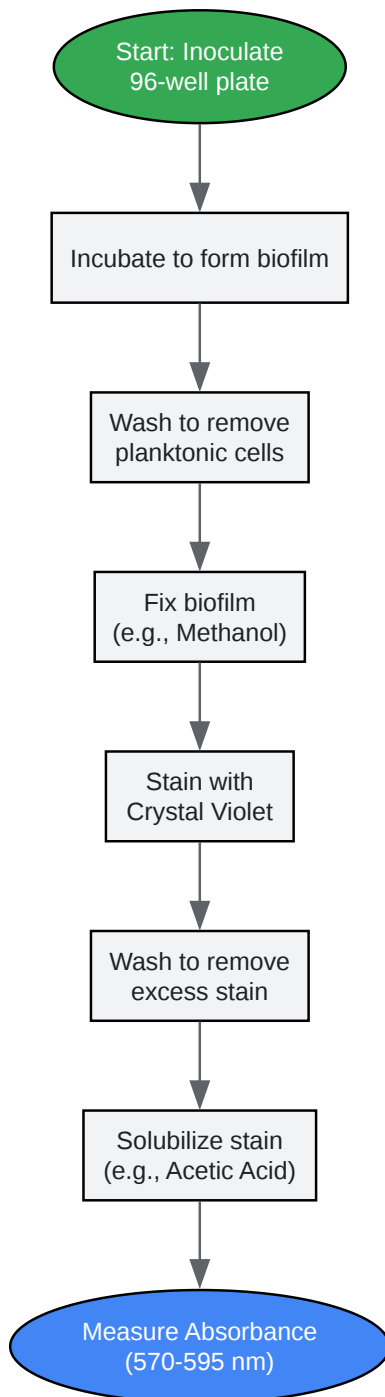 Start: Inoculate
96-well plate
Incubate to form biofilm
Wash to remove
planktonic cells
Fix biofilm
(e.g., Methanol)
Stain with
Crystal Violet
Wash to remove
excess stain
Solubilize stain
(e.g., Acetic Acid)
Measure Absorbance
(570-595 nm)